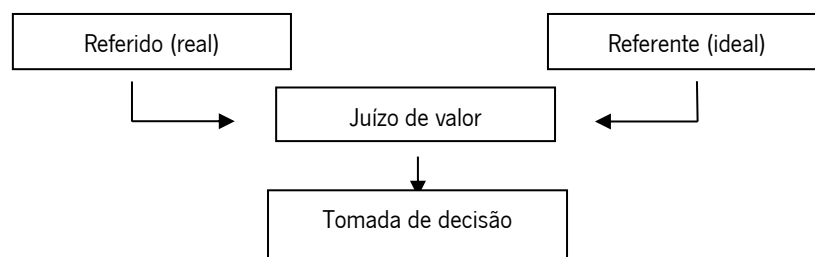 Referido (real)
Referente (ideal)
Juízo de valor
Tomada de decisão